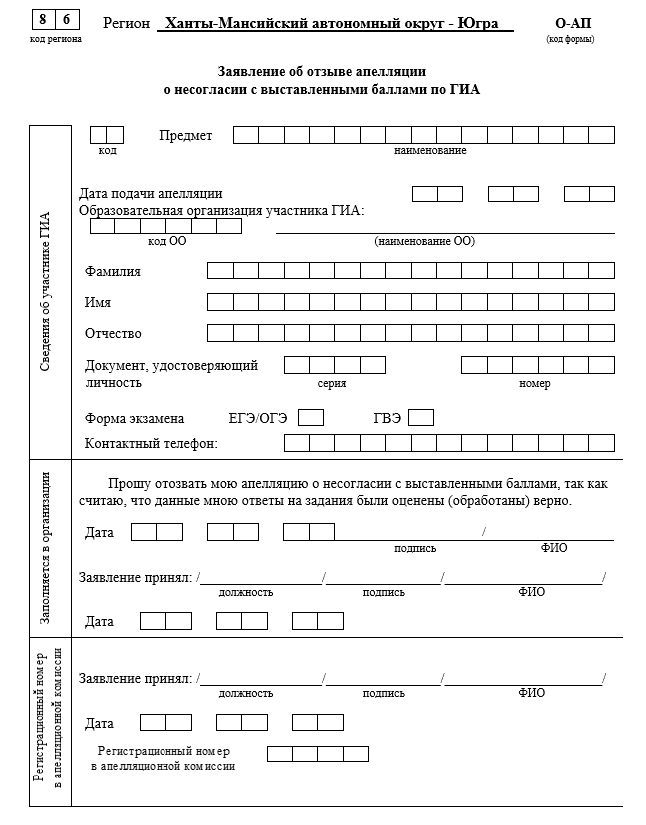 8 6 Регион Ханты-Мансийский автономный округ - Югра О-АП
код региона (код формы)
Заявление об отзыве апелляции
о несогласии с выставленными баллами по ГИА
Сведения об участнике ГИА
Предмет
код наименование
Дата подачи апелляции
Образовательная организация участника ГИА:
код ОО (наименование ОО)
Фамилия
Имя
Отчество
Документ, удостоверяющий
личность серия номер
Форма экзамена ЕГЭ/ОГЭ ГВЭ
Контактный телефон:
Заполняется в организации
Прошу отозвать мою апелляцию о несогласии с выставленными баллами, так как
считаю, что данные мною ответы на задания были оценены (обработаны) верно.
Дата /
подпись ФИО
Заявление принял: / / / /
должность подпись ФИО
Дата
Регистрационный номер
в апелляционной комиссии
Заявление принял: / / / /
должность подпись ФИО
Дата
Регистрационный номер
в апелляционной комиссии